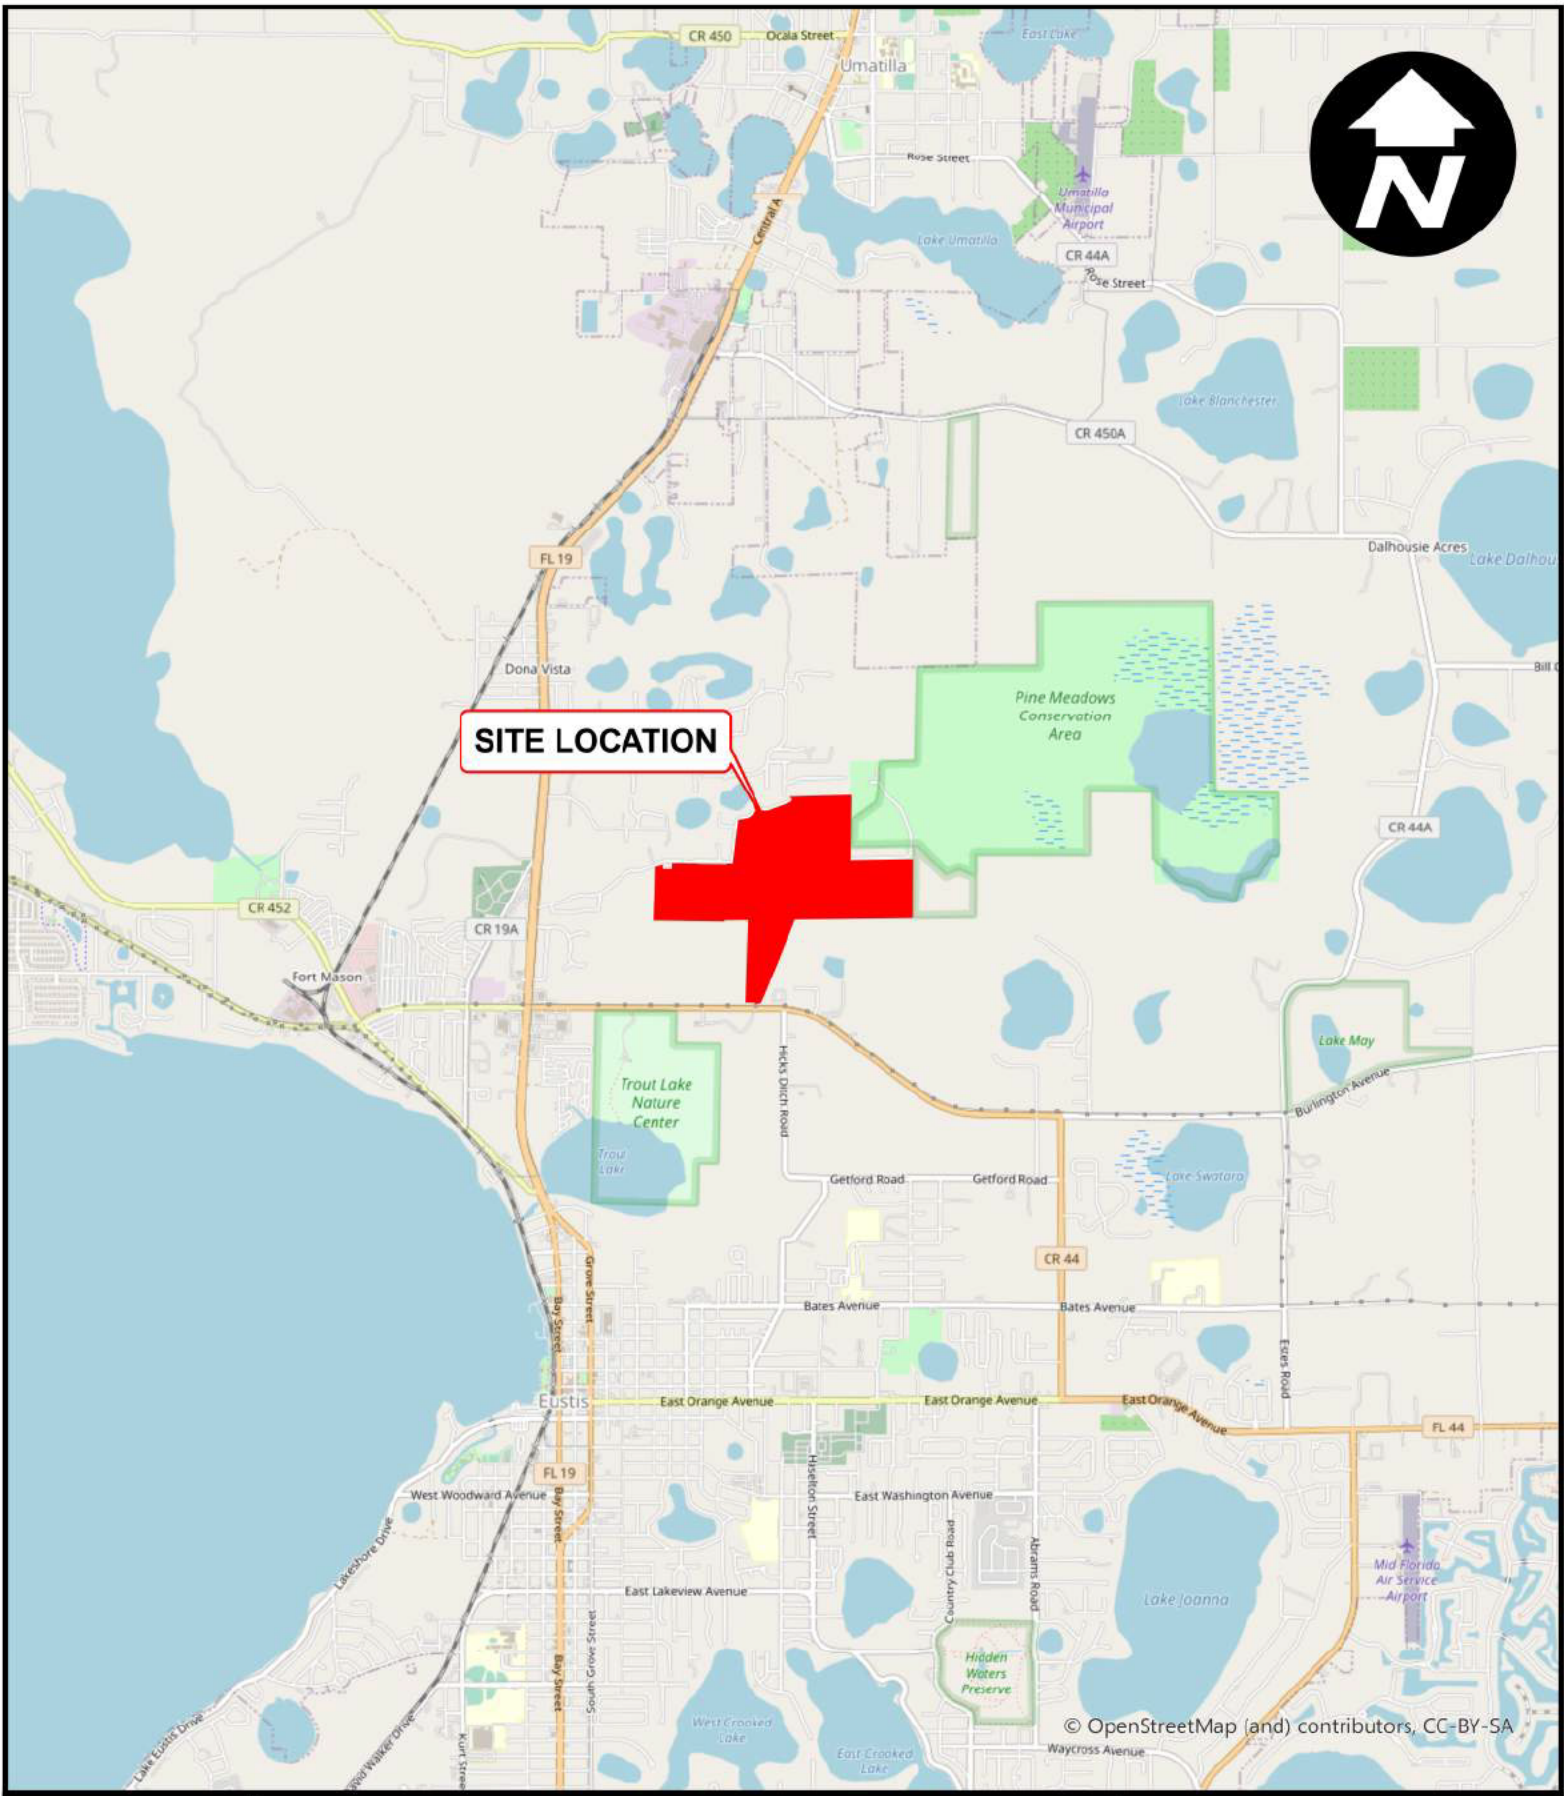 CR 450
Ocala Street
East Lake
Umatilla
N
Rose Street
Umatilla
Municipal
Airport
Central A
Lake Umatilla
CR 44A
Rose Street
Lake Blanchester
CR 450A
FL 19
Dalhousie Acres
Lake Dalhou
Dona Vista
Bill
Pine Meadows
Conservation
Area
SITE LOCATION
CR 44A
CR 452
CR 19A
Fort Mason
Lake May
Hicks Ditch Road
Burlington Avenue
Trout Lake
Nature
Center
Trout
Lake
Getford Road
Getford Road
Lake Swatara
CR 44
Grove Street
Bay Street
Bates Avenue
Bates Avenue
Estes Road
Eustis
East Orange Avenue
East Orange Avenue
East Orange Avenue
FL 44
FL 19
West Woodward Avenue
Bay Street
Haselton Street
East Washington Avenue
Country Club Road
Abrams Road
Lakeshore Drive
Mid Florida
Air Service
Airport
East Lakeview Avenue
Lake Joanna
South Grove Street
Bay Street
Hidden
Waters
Preserve
West Crooked
Lake
East Crooked
Lake
© OpenStreetMap (and) contributors, CC-BY-SA
Waycross Avenue
Lake Eustis Drive
avid Walker Drive
Kurt Stree